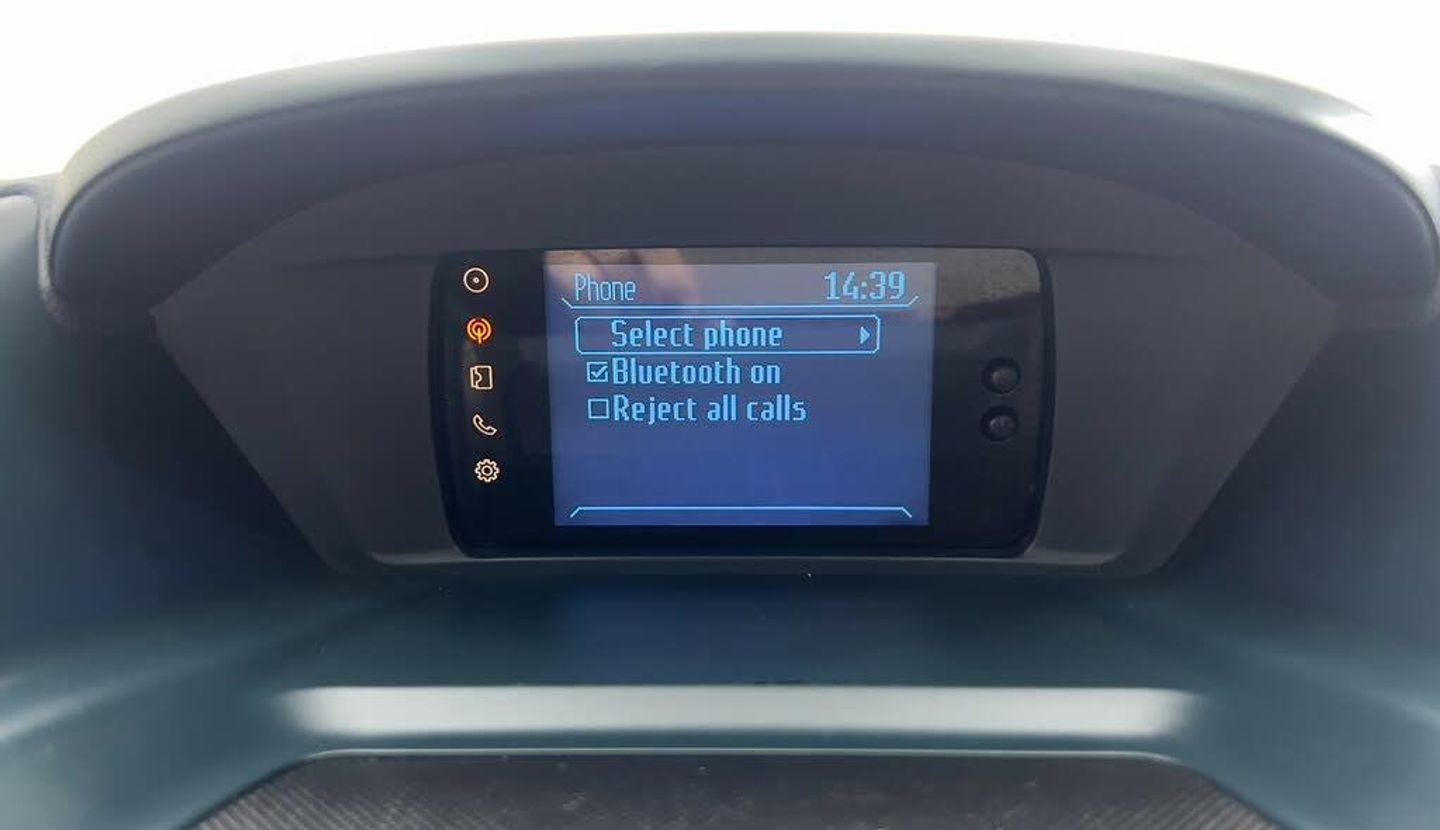 Phone 14:39
Select phone
Bluetooth on
Reject all calls